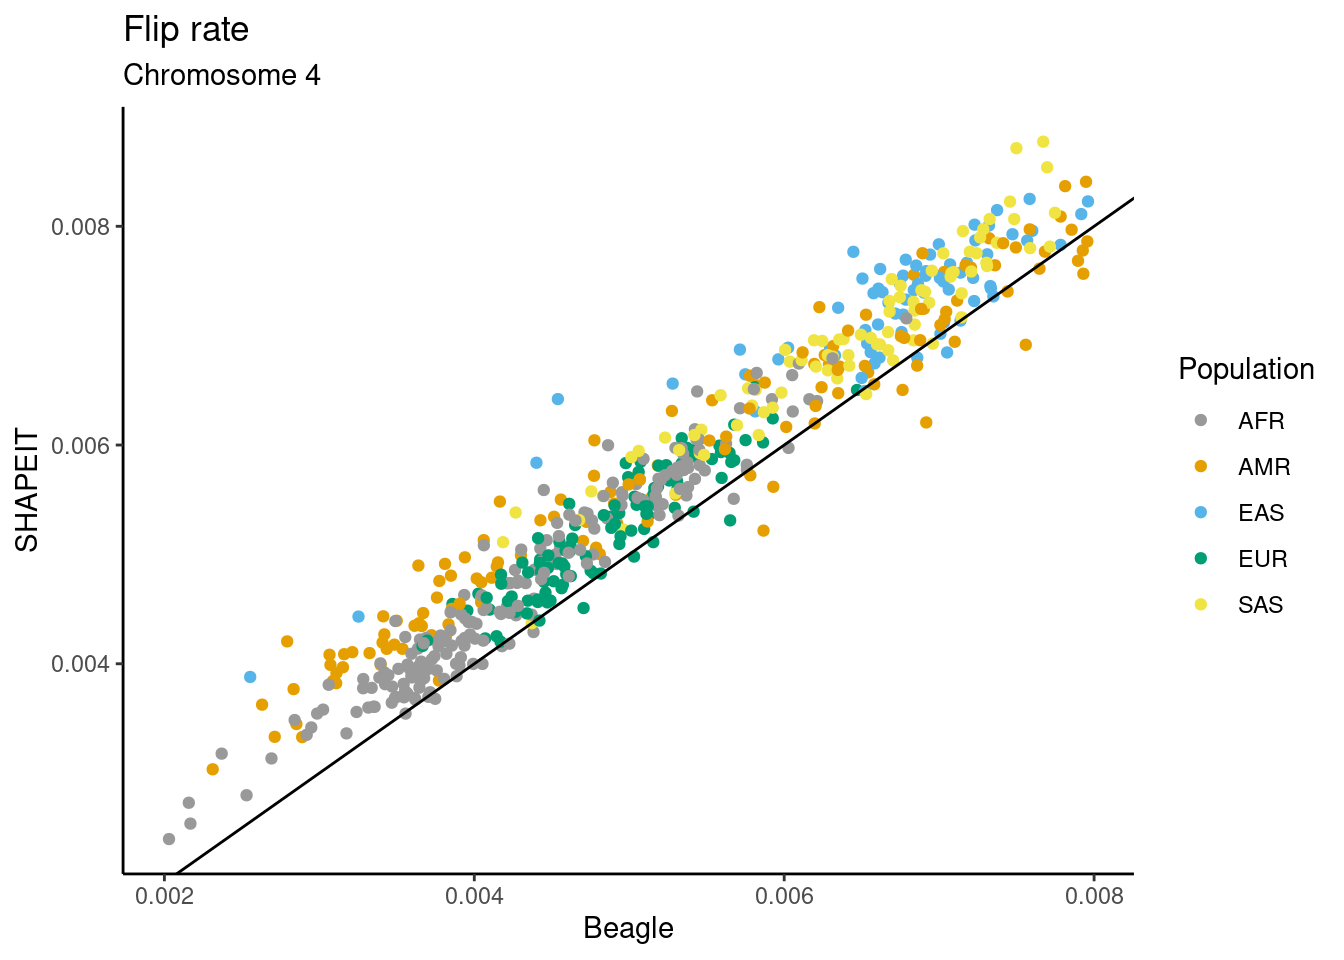 Flip rate
Chromosome 4
SHAPEIT
0.008
0.006
0.004
0.002
0.004
0.006
0.008
Beagle
Population
AFR
AMR
EAS
EUR
SAS